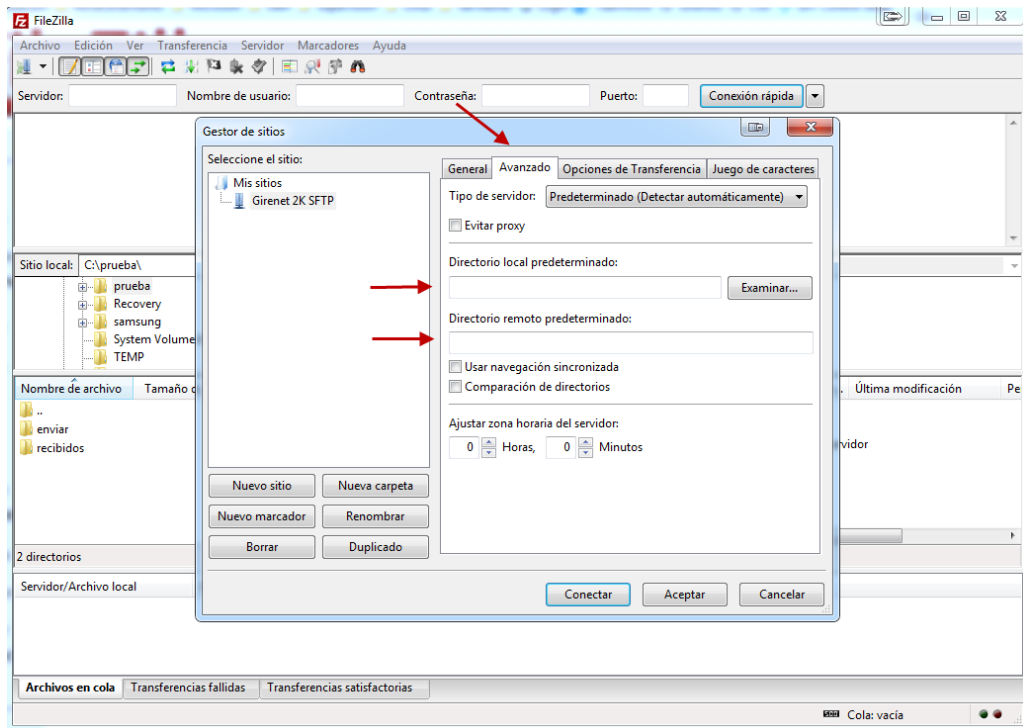 FileZilla
Archivo Edición Ver Transferencia Servidor Marcadores Ayuda
Servidor: Nombre de usuario: Contraseña: Puerto: Conexión rápida
Gestor de sitios
Seleccione el sitio:
Mis sitios
Girenet 2K SFTP
General Avanzado Opciones de Transferencia Juego de caracteres
Tipo de servidor: Predeterminado (Detectar automáticamente)
Evitar proxy
Directorio local predeterminado:
Examinar...
Directorio remoto predeterminado:
Usar navegación sincronizada
Comparación de directorios
Ajustar zona horaria del servidor:
0 Horas, 0 Minutos
Nuevo sitio Nueva carpeta
Nuevo marcador Renombrar
Borrar Duplicado
Conectar Aceptar Cancelar
Sitio local: C:\prueba\
prueba
Recovery
samsung
System Volume
TEMP
Nombre de archivo Tamaño d
..
enviar
recibidos
2 directorios
. Última modificación Pe
vidor
Servidor/Archivo local
Archivos en cola Transferencias fallidas Transferencias satisfactorias
Cola: vacía